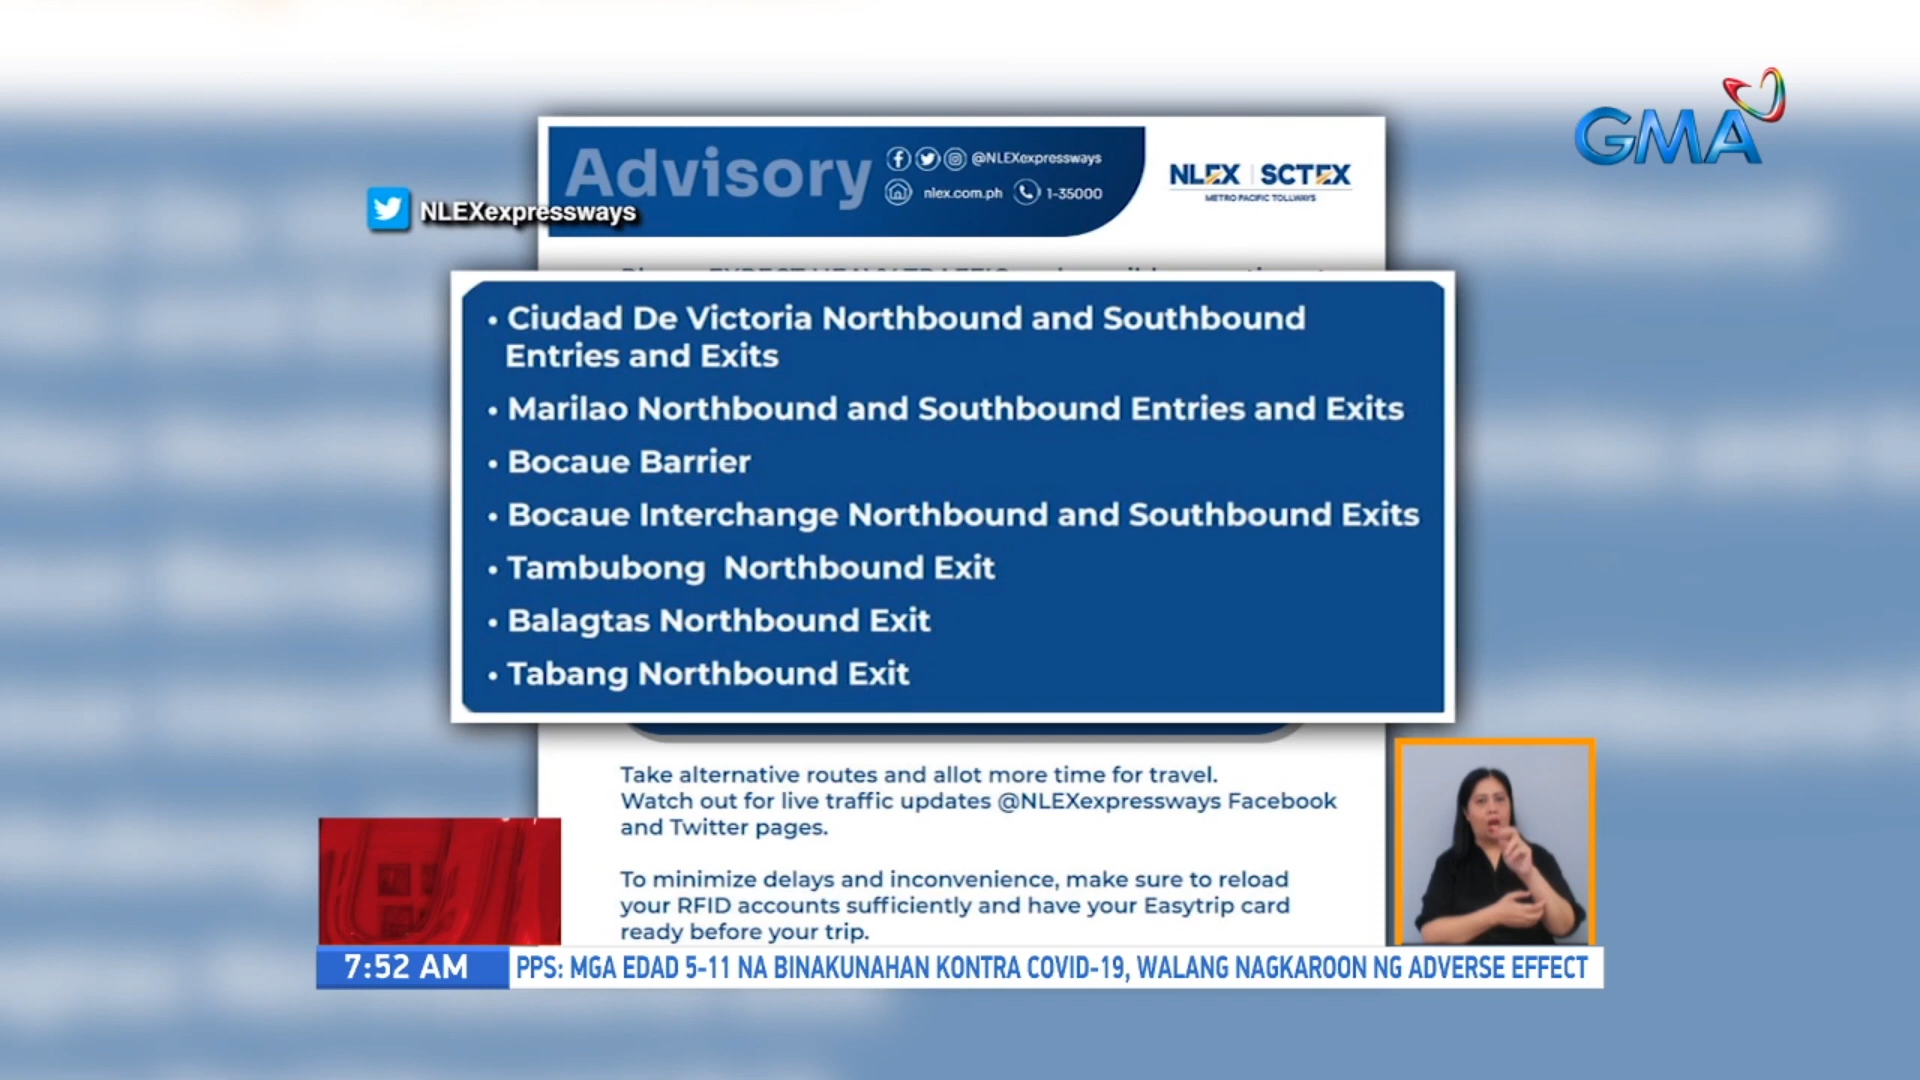 GMA
Advisory
@NLEXexpressways
nlex.com.ph 1-35000
NLEX | SCTEX
METRO PACIFIC TOLLWAYS
NLEXexpressways
• Ciudad De Victoria Northbound and Southbound
Entries and Exits
• Marilao Northbound and Southbound Entries and Exits
• Bocaue Barrier
• Bocaue Interchange Northbound and Southbound Exits
• Tambubong Northbound Exit
• Balagtas Northbound Exit
• Tabang Northbound Exit
Take alternative routes and allot more time for travel.
Watch out for live traffic updates @NLEXexpressways Facebook
and Twitter pages.
To minimize delays and inconvenience, make sure to reload
your RFID accounts sufficiently and have your Easytrip card
ready before your trip.
7:52 AM
PPS: MGA EDAD 5-11 NA BINAKUNAHAN KONTRA COVID-19, WALANG NAGKAROON NG ADVERSE EFFECT